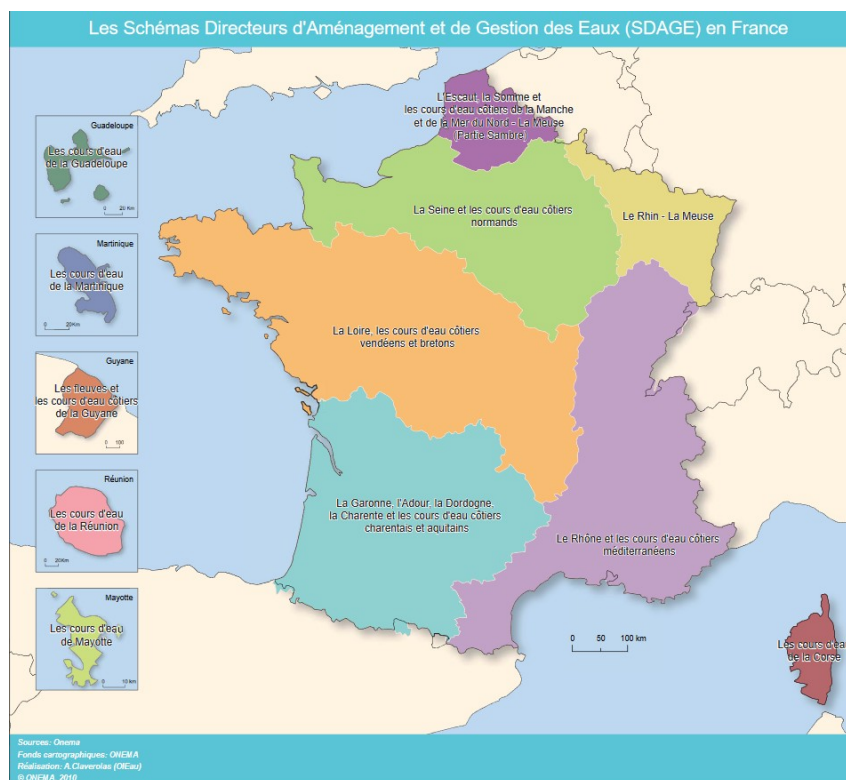 Les Schémas Directeurs d'Aménagement et de Gestion des Eaux (SDAGE) en France
L'Escaut, la Somme et
les cours d'eau côtiers de la Manche
et de la Mer du Nord - La Meuse
[Partie Sambre]
Guadeloupe
Les cours d'eau
de la Guadeloupe
20 Km
La Seine et les cours d'eau côtiers
normands
Le Rhin - La Meuse
Martinique
Les cours d'eau
de la Martinique
0 20Km
La Loire, les cours d'eau côtiers
vendéens et bretons
Guyane
Les fleuves et
les cours d'eau côtiers
de la Guyane
0 100
Réunion
Les cours d'eau
de la Réunion
0 20Km
La Garonne, l'Adour, la Dordogne,
la Charente et les cours d'eau côtiers
charentais et aquitains
Le Rhône et les cours d'eau côtiers
méditerranéens
Mayotte
Les cours d'eau
de Mayotte
0 10 km
0 50 100 km
Les cours d'eau
de la Corse
Sources: Onema
Fonds cartographiques: ONEMA
Réalisation: A.Claverolas (OIEau)
© ONEMA, 2010